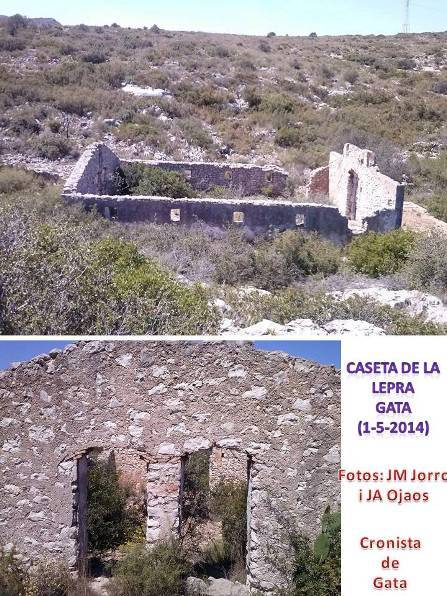 CASETA DE LA
LEPRA
GATA
(1-5-2014)
Fotos: JM Jorro
i JA Ojaos
Cronista
de
Gata